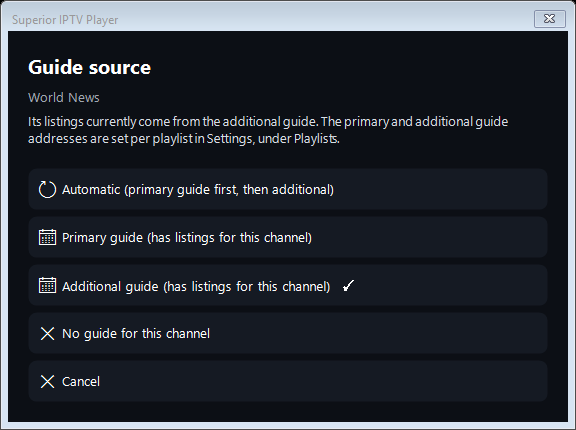 Superior IPTV Player
Guide source
World News
Its listings currently come from the additional guide. The primary and additional guide
addresses are set per playlist in Settings, under Playlists.
Automatic (primary guide first, then additional)
Primary guide (has listings for this channel)
Additional guide (has listings for this channel)
No guide for this channel
Cancel